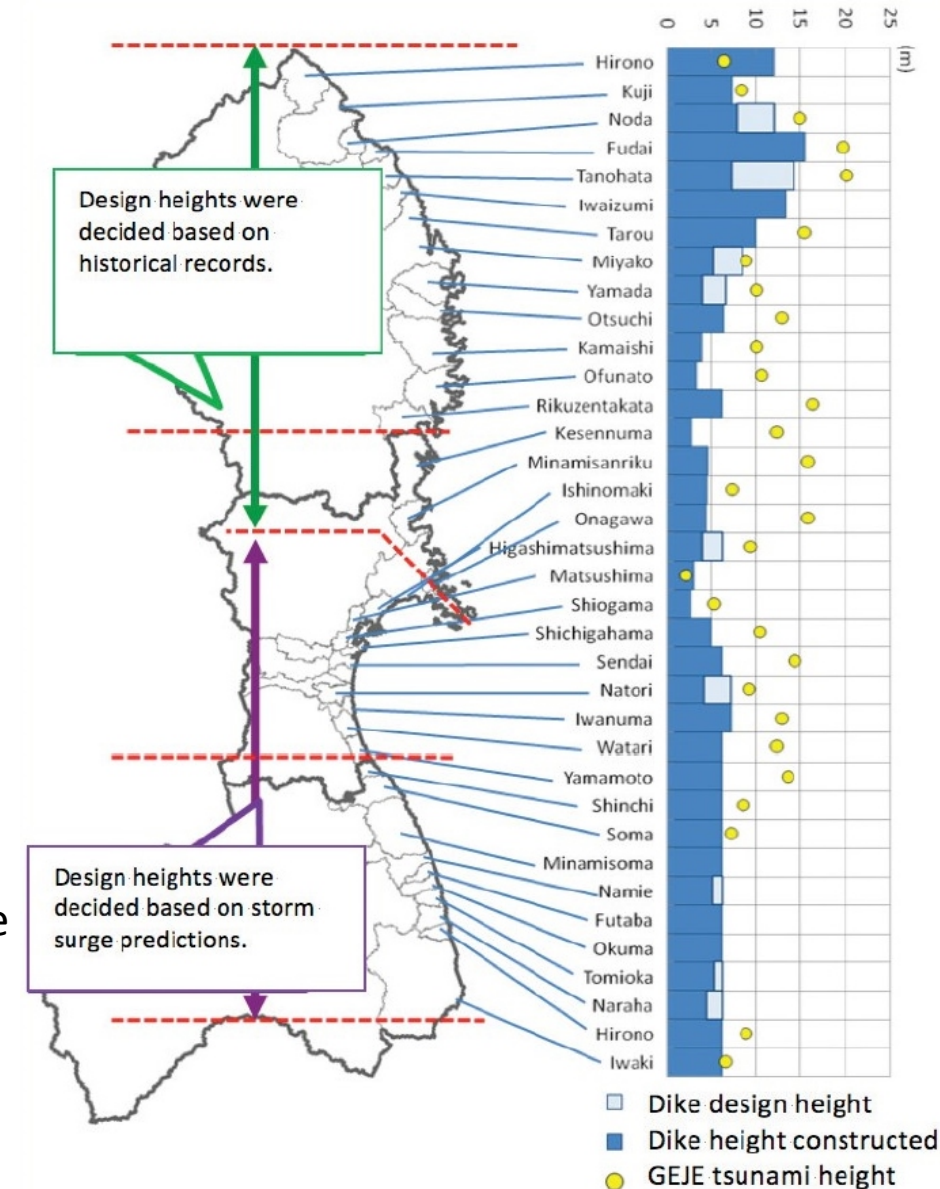 0 5 10 15 20 25
(m)
Hirono
Kuji
Noda
Fudai
Tanohata
Iwaizumi
Tarou
Miyako
Yamada
Otsuchi
Kamaishi
Ofunato
Rikuzentakata
Kesennuma
Minamisanriku
Ishinomaki
Onagawa
Higashimatsushima
Matsushima
Shiogama
Shichigahama
Sendai
Natori
Iwanuma
Watari
Yamamoto
Shinchi
Soma
Minamisoma
Namie
Futaba
Okuma
Tomioka
Naraha
Hirono
Iwaki
Design heights were
decided based on
historical records.
Design heights were
decided based on storm
surge predictions.
e
Dike design height
Dike height constructed
GEJE tsunami height